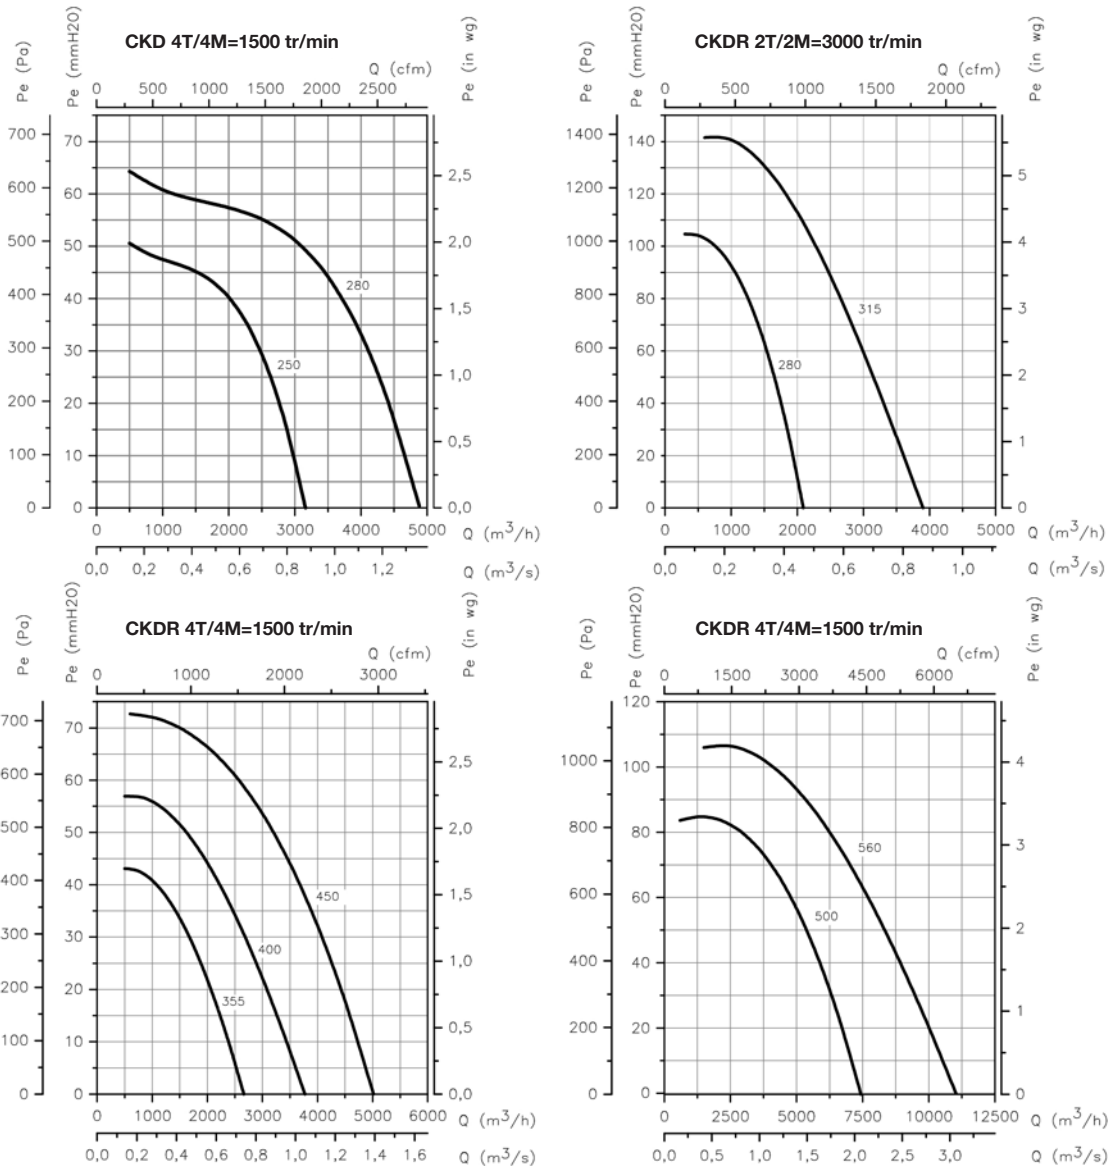 CKD 4T/4M=1500 tr/min
Q (cfm)
0 500 1000 1500 2000 2500
Pe (Pa)
Pe (mmH20)
Pe (in wg)
700 70
600 60 2,5
500 50 2,0
400 40 1,5
300 30 1,0
200 20 0,5
100 10
0 0 0,0
280
250
0 1000 2000 3000 4000 5000 Q (m3/h)
0,0 0,2 0,4 0,6 0,8 1,0 1,2 Q (m3/s)
CKDR 2T/2M=3000 tr/min
Q (cfm)
0 500 1000 1500 2000
Pe (Pa)
Pe (mmH20)
Pe (in wg)
1400 140
1200 120 5
1000 100 4
800 80 3
600 60 2
400 40 1
200 20
0 0 0
315
280
0 1000 2000 3000 4000 5000 Q (m3/h)
0,0 0,2 0,4 0,6 0,8 1,0 Q (m3/s)
CKDR 4T/4M=1500 tr/min
Q (cfm)
0 1000 2000 3000
Pe (Pa)
Pe (mmH20)
Pe (in wg)
700 70
600 60 2,5
500 50 2,0
400 40 1,5
300 30 1,0
200 20 0,5
100 10
0 0 0,0
450
400
355
0 1000 2000 3000 4000 5000 6000 Q (m3/h)
0,0 0,2 0,4 0,6 0,8 1,0 1,2 1,4 1,6 Q (m3/s)
CKDR 4T/4M=1500 tr/min
Q (cfm)
0 1500 3000 4500 6000
Pe (Pa)
Pe (mmH20)
Pe (in wg)
120
1000 100 4
800 80 3
600 60 2
400 40 1
200 20
0 0 0
560
500
0 2500 5000 7500 10000 12500 Q (m3/h)
0,0 0,5 1,0 1,5 2,0 2,5 3,0 Q (m3/s)